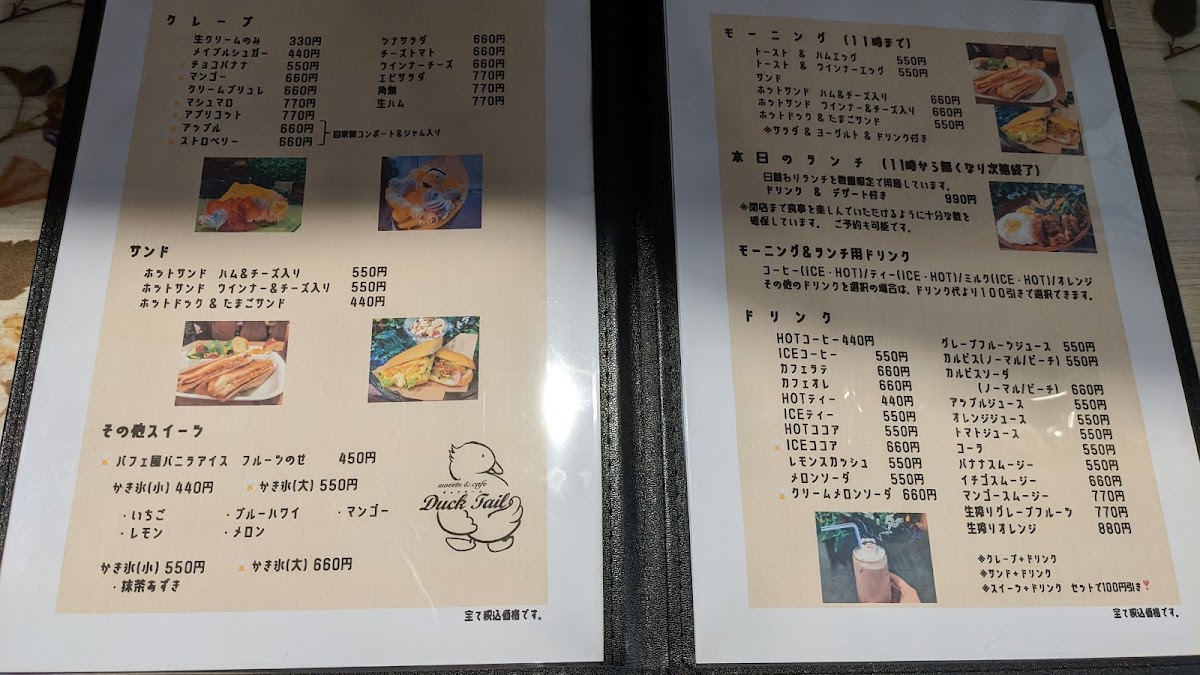 クレープ
生クリームのみ 330円
メイプルシュガー 440円
チョコバナナ 550円
マンゴー 660円
クリームブリュレ 660円
マシュマロ 770円
アプリコット 770円
アップル 660円
ストロベリー 660円
自家製コンポート&ジャム入り
ツナサラダ 660円
チーズトマト 660円
ウインナーチーズ 660円
エビサラダ 770円
角煮 770円
生ハム 770円
サンド
ホットサンド ハム&チーズ入り 550円
ホットサンド ウインナー&チーズ入り 550円
ホットドック & たまごサンド 440円
その他スイーツ
パフェ風バニラアイス フルーツのせ 450円
かき氷(小) 440円 かき氷(大) 550円
・いちご ・ブルーハワイ ・マンゴー
・レモン ・メロン
かき氷(小) 550円 かき氷(大) 660円
・抹茶あずき
sweets & cafe
Duck Tail
全て税込価格です。
モーニング (11時まで)
トースト & ハムエッグ 550円
トースト & ウインナーエッグ 550円
サンド
ホットサンド ハム&チーズ入り 660円
ホットサンド ウインナー&チーズ入り 660円
ホットドック & たまごサンド 550円
※サラダ & ヨーグルト & ドリンク付き
本日のランチ (11時から無くなり次第終了)
日替わりランチを数量限定で用意しています。
ドリンク & デザート付き 990円
※閉店まで食事を楽しんでいただけるように十分な数を
確保しています。 ご予約も可能です。
モーニング&ランチ用ドリンク
コーヒー(ICE・HOT)/ティー(ICE・HOT)/ミルク(ICE・HOT)/オレンジ
その他のドリンクを選択の場合は、ドリンク代より100引きで選択できます。
ドリンク
HOTコーヒー 440円
ICEコーヒー 550円
カフェラテ 660円
カフェオレ 660円
HOTティー 440円
ICEティー 550円
HOTココア 550円
ICEココア 660円
レモンスカッシュ 550円
メロンソーダ 550円
クリームメロンソーダ 660円
グレープフルーツジュース 550円
カルピス(ノーマル/ピーチ) 550円
カルピスソーダ
(ノーマル/ピーチ) 660円
アップルジュース 550円
オレンジジュース 550円
トマトジュース 550円
コーラ 550円
バナナスムージー 550円
イチゴスムージー 660円
マンゴースムージー 770円
生搾りグレープフルーツ 770円
生搾りオレンジ 880円
※クレープ+ドリンク
※サンド+ドリンク
※スイーツ+ドリンク セットで100円引き❣
全て税込価格です。